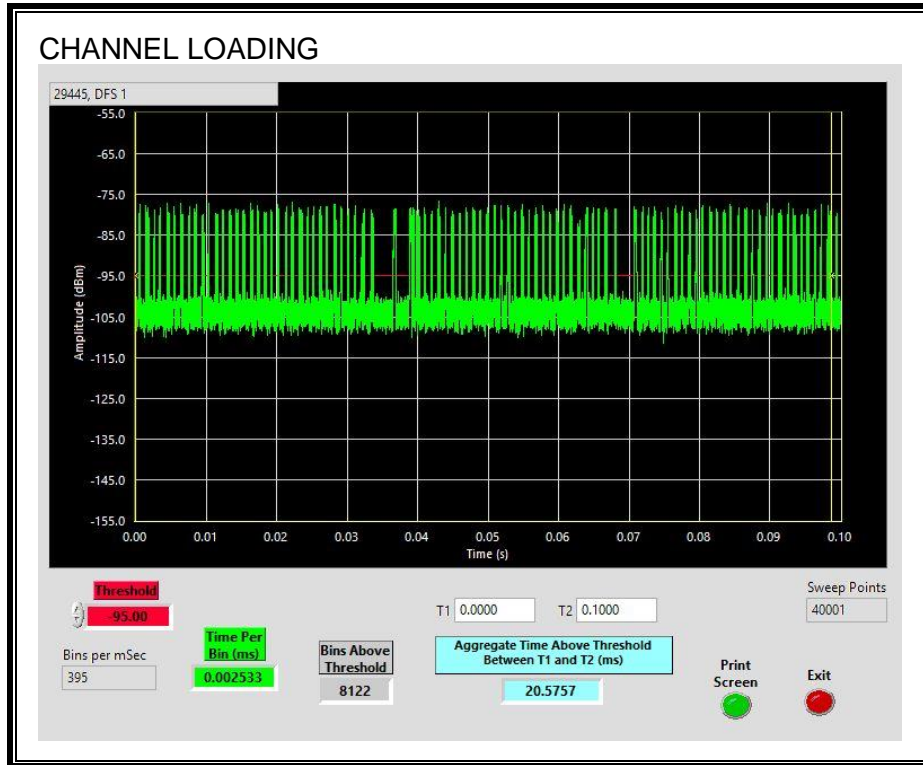 CHANNEL LOADING
29445, DFS 1
-55.0
-65.0
-75.0
-85.0
-95.0
-105.0
-115.0
-125.0
-135.0
-145.0
-155.0
Amplitude (dBm)
0.00 0.01 0.02 0.03 0.04 0.05 0.06 0.07 0.08 0.09 0.10
Time (s)
Threshold
-95.00
Bins per mSec
395
Time Per
Bin (ms)
0.002533
Bins Above
Threshold
8122
T1 0.0000 T2 0.1000
Aggregate Time Above Threshold
Between T1 and T2 (ms)
20.5757
Sweep Points
40001
Print
Screen
Exit